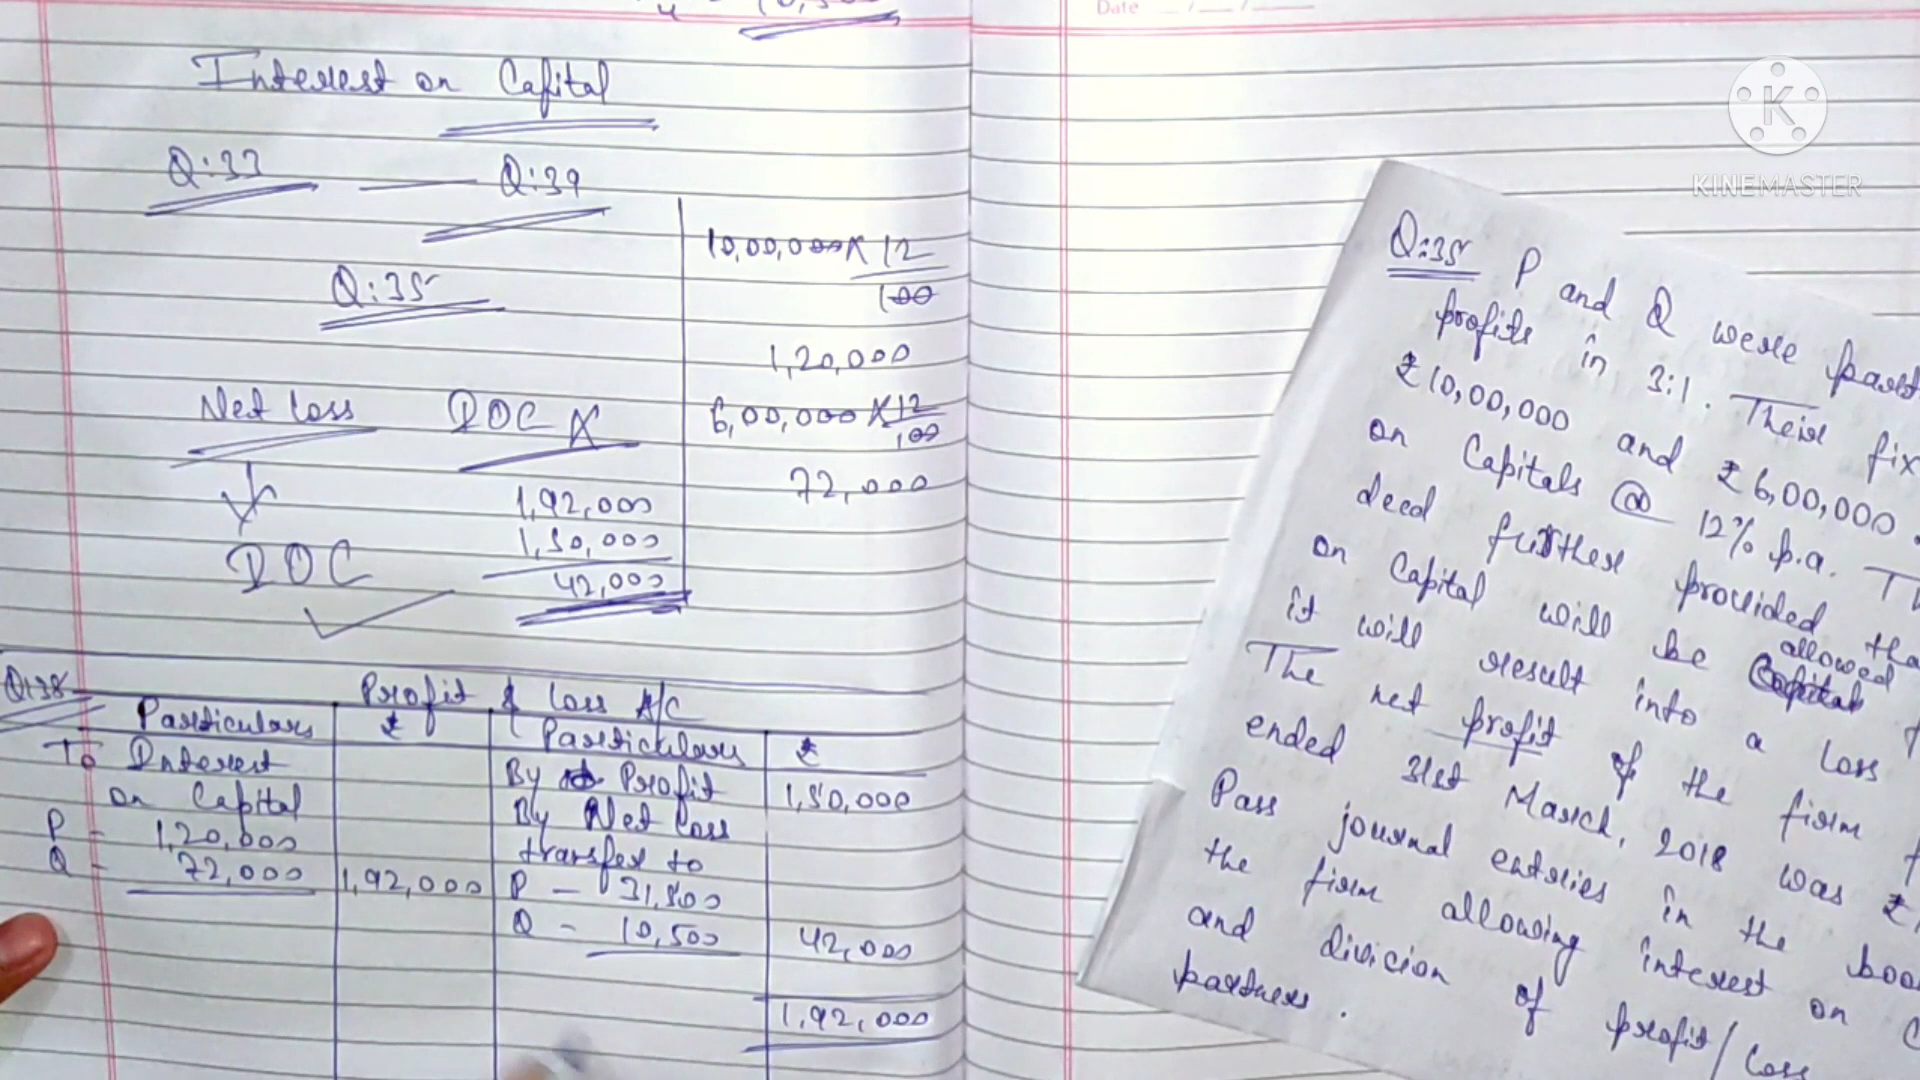 Interest on Capital
Q:33 — Q:39
Q:35
10,00,000 X 12
100
1,20,000
6,00,000 X 12
100
72,000
Net loss DOC X
1,92,000
1,50,000
42,000
DOC
Q:38 Profit & loss A/C
Particulars ₹ Particulars ₹
To Interest By Profit 1,50,000
on Capital By Net loss
P - 1,20,000 transfer to
Q - 72,000 1,92,000 P - 31,500
Q - 10,500 42,000
1,92,000
Date
KINEMASTER
Q:35 P and Q were
profits in 3:1. Their
₹10,00,000 and ₹6,00,000
on Capitals @ 12% p.a.
deed further provided
on Capital will be allowed
it will result into a loss
The net profit of the firm
ended 31st March, 2018 was ₹
Pass journal entries in the
the firm allowing interest on
and division of profit/loss
partners.